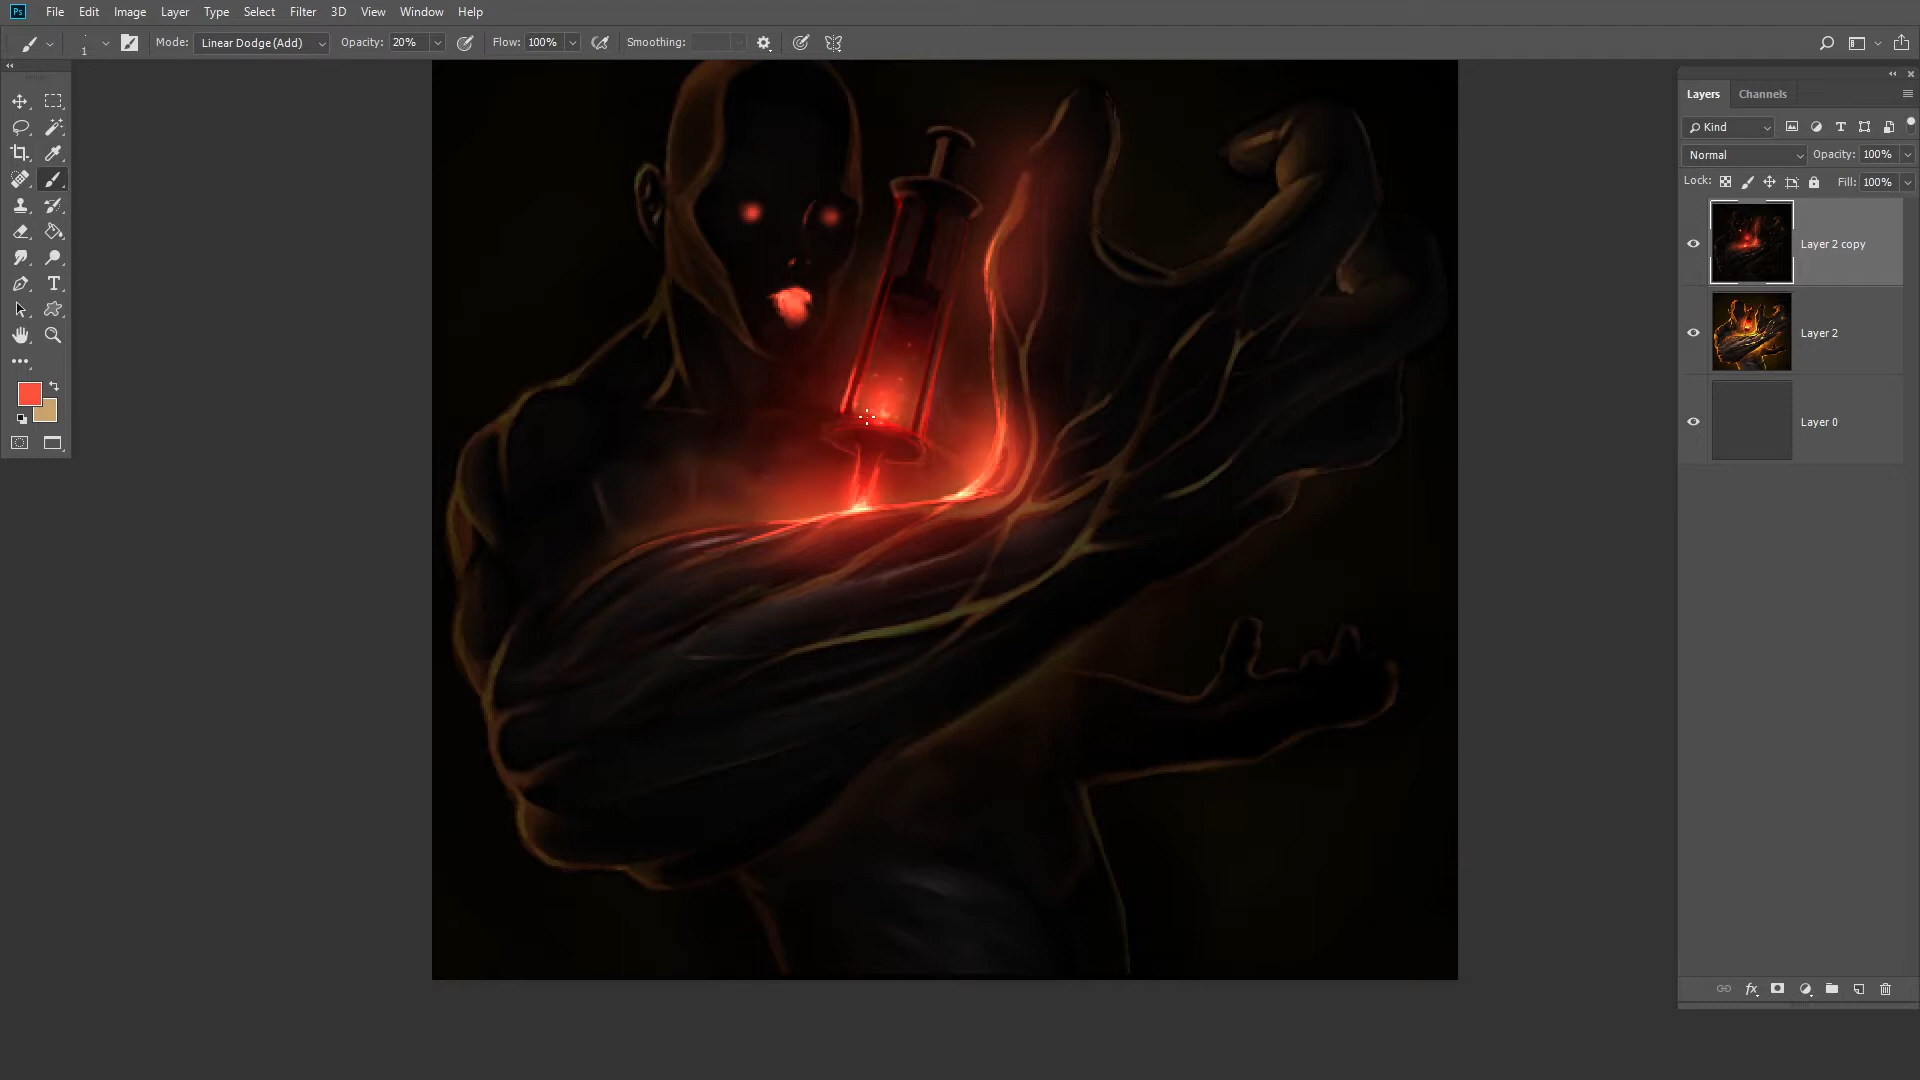 Ps File Edit Image Layer Type Select Filter 3D View Window Help
1 Mode: Linear Dodge (Add) Opacity: 20% Flow: 100% Smoothing:
Layers Channels
Kind
Normal Opacity: 100%
Lock: Fill: 100%
Layer 2 copy
Layer 2
Layer 0